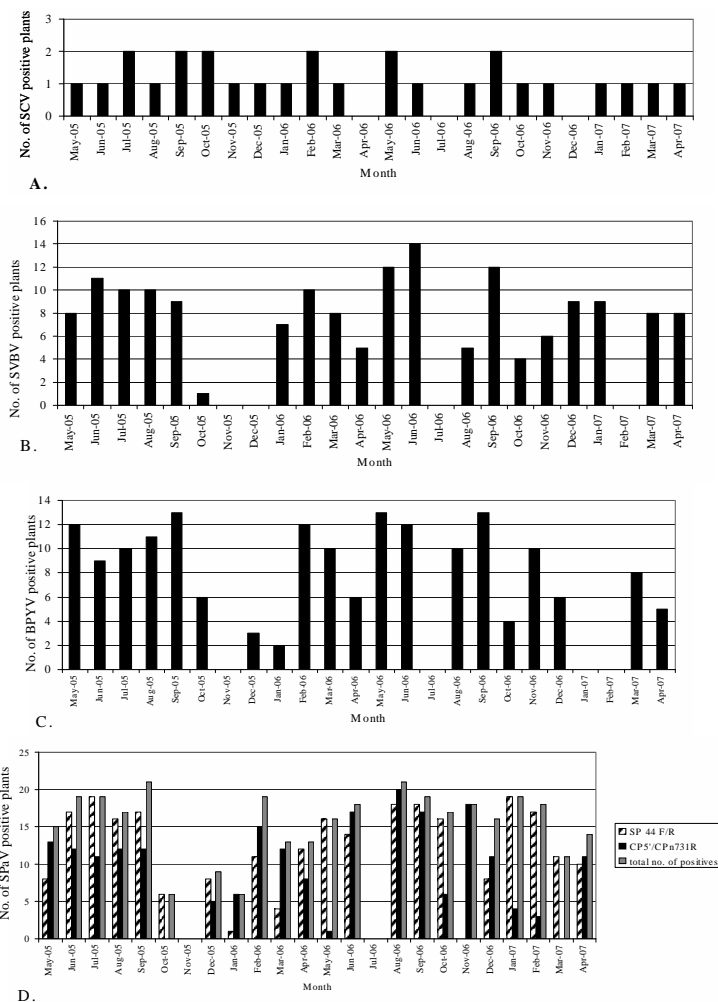 No. of SCV positive plants
3
2
1
0
May-05 Jun-05 Jul-05 Aug-05 Sep-05 Oct-05 Nov-05 Dec-05 Jan-06 Feb-06 Mar-06 Apr-06 May-06 Jun-06 Jul-06 Aug-06 Sep-06 Oct-06 Nov-06 Dec-06 Jan-07 Feb-07 Mar-07 Apr-07
Month
A.
No. of SVBV positive plants
16
14
12
10
8
6
4
2
0
May-05 Jun-05 Jul-05 Aug-05 Sep-05 Oct-05 Nov-05 Dec-05 Jan-06 Feb-06 Mar-06 Apr-06 May-06 Jun-06 Jul-06 Aug-06 Sep-06 Oct-06 Nov-06 Dec-06 Jan-07 Feb-07 Mar-07 Apr-07
Month
B.
No. of BPYV positive plants
14
12
10
8
6
4
2
0
May-05 Jun-05 Jul-05 Aug-05 Sep-05 Oct-05 Nov-05 Dec-05 Jan-06 Feb-06 Mar-06 Apr-06 May-06 Jun-06 Jul-06 Aug-06 Sep-06 Oct-06 Nov-06 Dec-06 Jan-07 Feb-07 Mar-07 Apr-07
Month
C.
No. of SPaV positive plants
25
20
15
10
5
0
May-05 Jun-05 Jul-05 Aug-05 Sep-05 Oct-05 Nov-05 Dec-05 Jan-06 Feb-06 Mar-06 Apr-06 May-06 Jun-06 Jul-06 Aug-06 Sep-06 Oct-06 Nov-06 Dec-06 Jan-07 Feb-07 Mar-07 Apr-07
Month
SP 44 F/R
CP5'/CPn731R
total no. of positives
D.